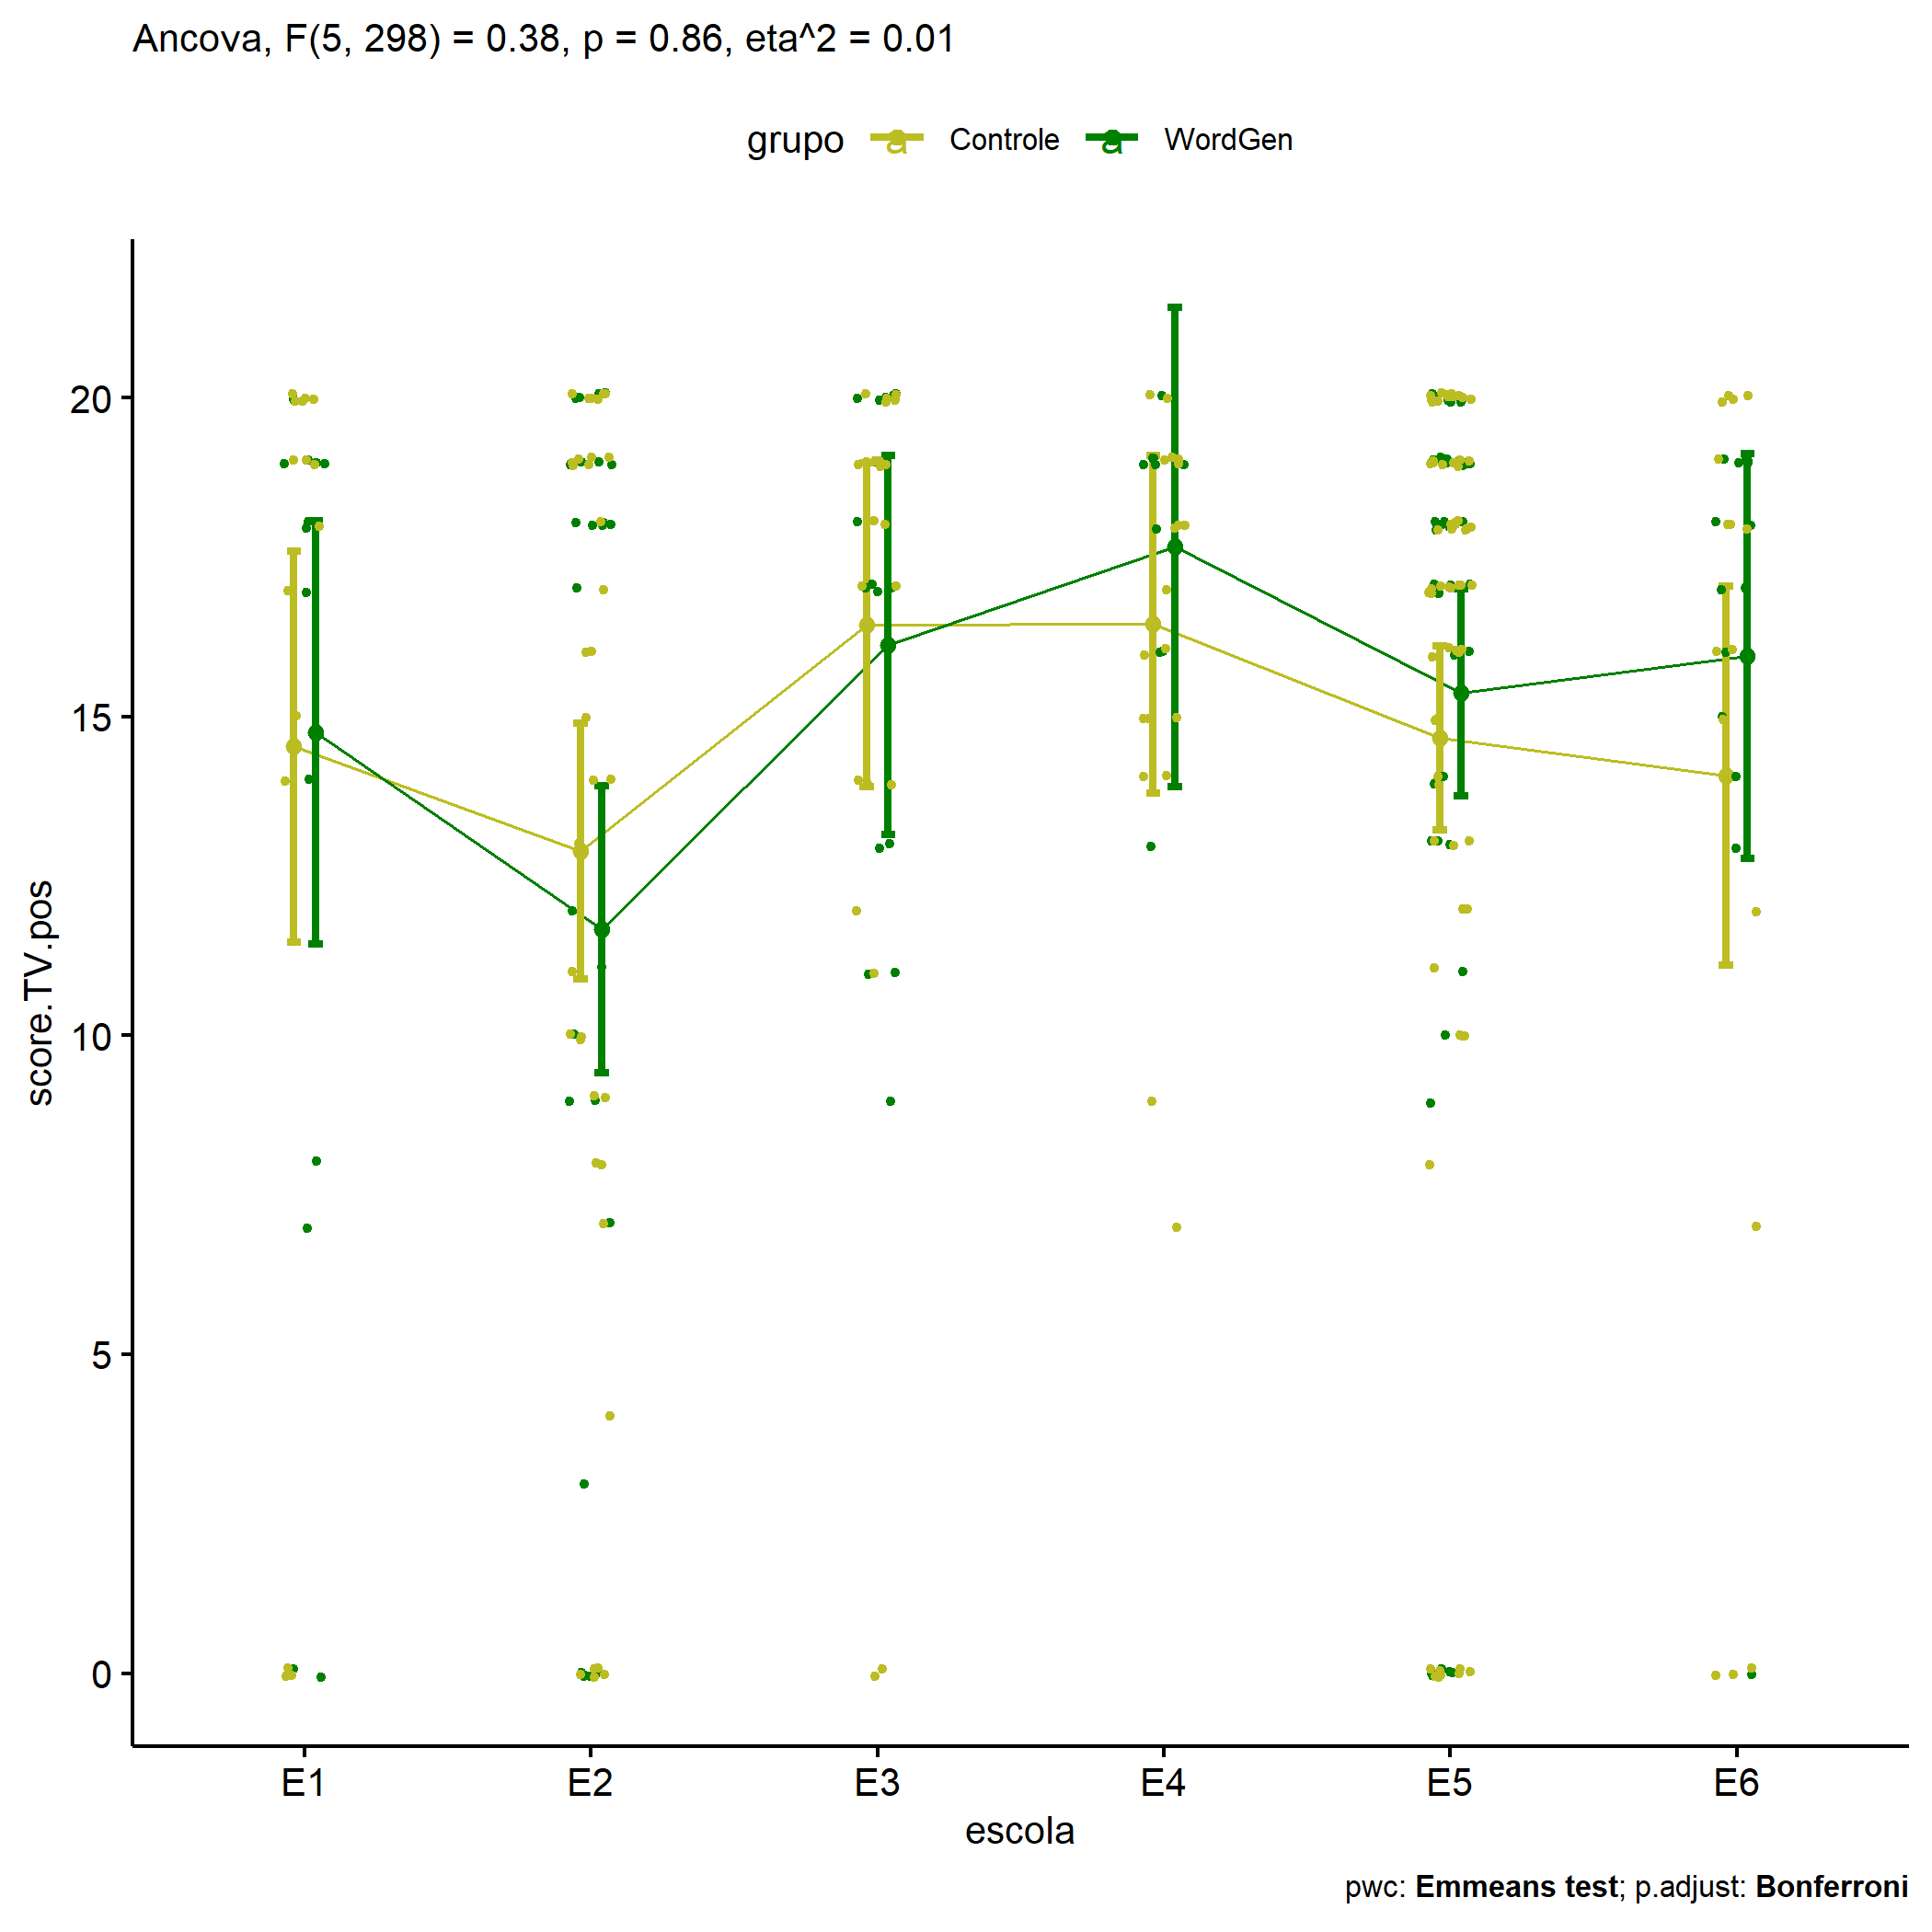 Ancova, F(5, 298) = 0.38, p = 0.86, eta^2 = 0.01
grupo a Controle a WordGen
score.TV.pos
20
15
10
5
0
E1 E2 E3 E4 E5 E6
escola
pwc: Emmeans test; p.adjust: Bonferroni